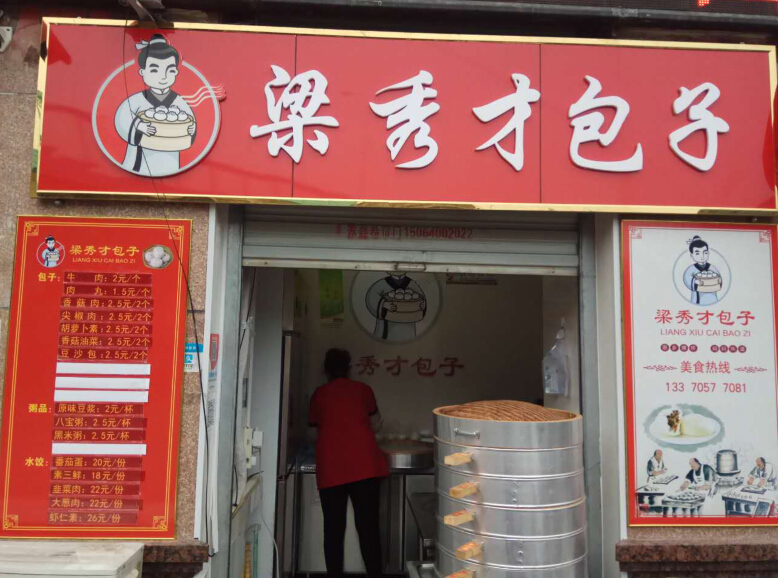 梁秀才包子
梁秀才包子
LIANG XIU CAI BAO ZI
包子: 牛 肉: 2元/个
肉 丸: 1.5元/个
香菇肉: 2.5元/2个
尖椒肉: 2.5元/2个
胡萝卜素: 2.5元/2个
香菇油菜: 2.5元/2个
豆沙包: 2.5元/2个
粥品: 原味豆浆: 2元/杯
八宝粥: 2.5元/杯
黑米粥: 2.5元/杯
水饺: 番茄蛋: 20元/份
素三鲜: 18元/份
韭菜肉: 22元/份
大葱肉: 22元/份
虾仁素: 26元/份
秀才包子
梁秀才包子
LIANG XIU CAI BAO ZI
美食热线
133 7057 7081